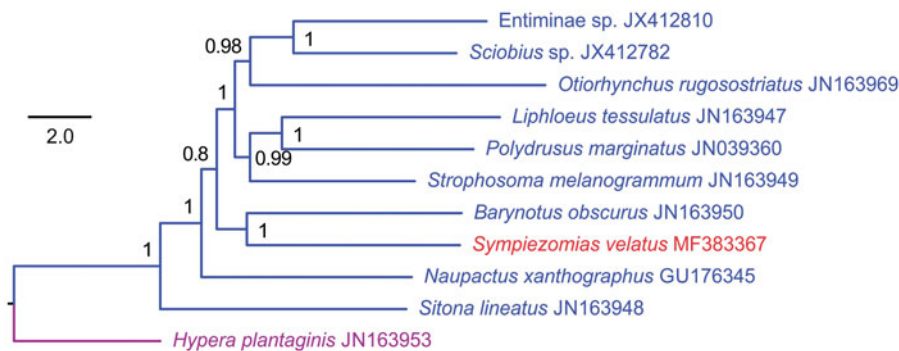 Entiminae sp. JX412810
0.98
1
Sciobius sp. JX412782
Otiorhynchus rugosostriatus JN163969
1
2.0
Liphloeus tessulatus JN163947
1
0.8
0.99
Polydrusus marginatus JN039360
Strophosoma melanogrammum JN163949
1
Barynotus obscurus JN163950
1
1
Sympiezomias velatus MF383367
Naupactus xanthographus GU176345
Sitona lineatus JN163948
Hypera plantaginis JN163953